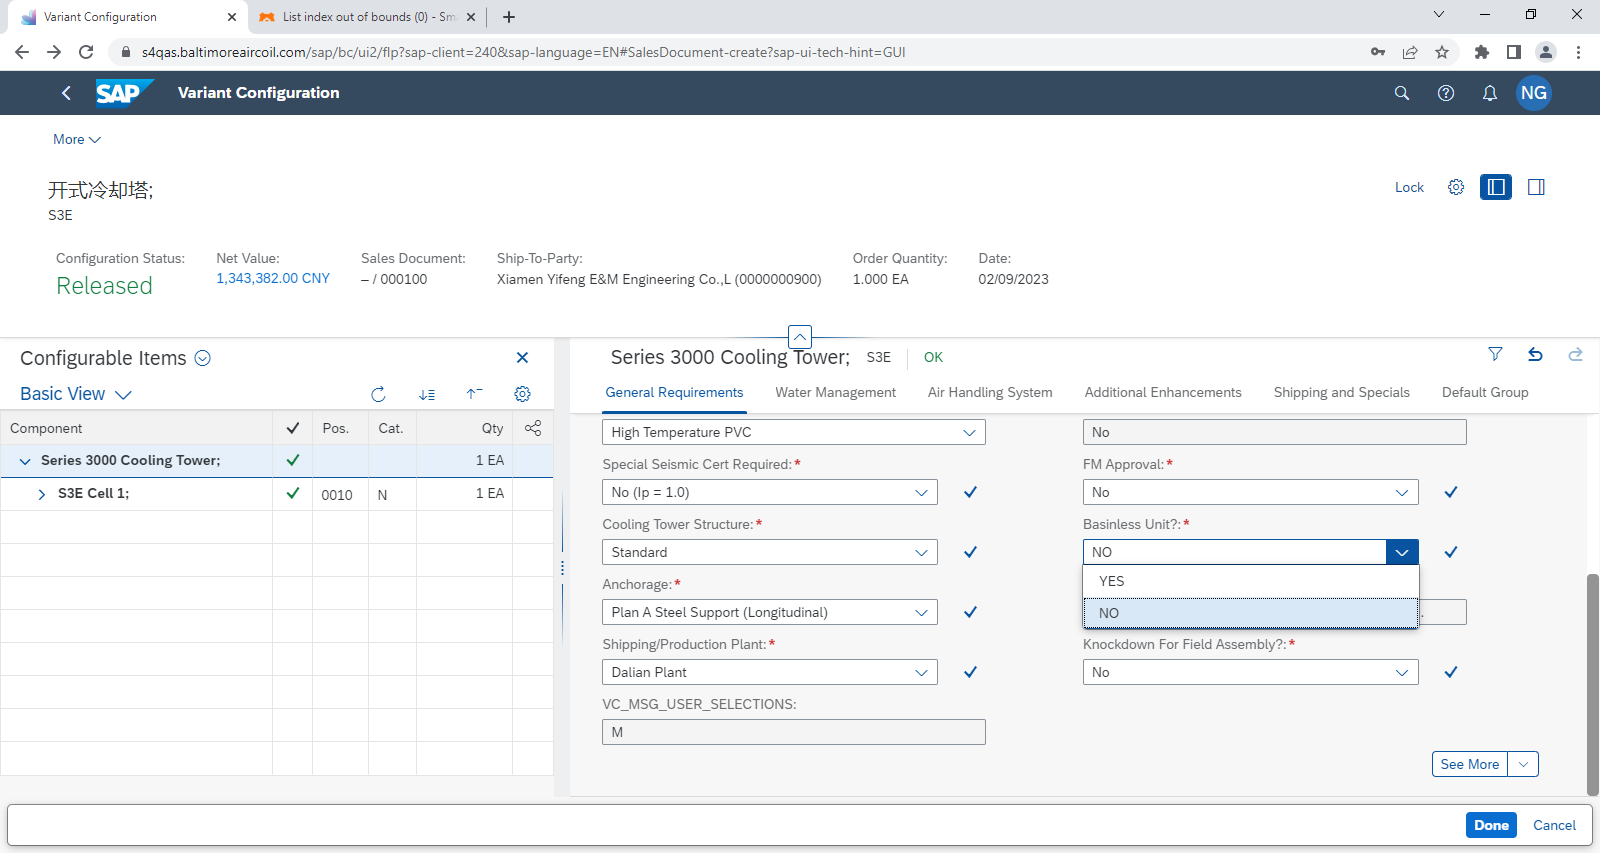 Variant Configuration
List index out of bounds (0) - Sm
s4qas.baltimoreaircoil.com/sap/bc/ui2/flp?sap-client=240&sap-language=EN#SalesDocument-create?sap-ui-tech-hint=GUI
SAP
Variant Configuration
NG
More
开式冷却塔;
S3E
Lock
Configuration Status:
Released
Net Value:
1,343,382.00 CNY
Sales Document:
– / 000100
Ship-To-Party:
Xiamen Yifeng E&M Engineering Co.,L (0000000900)
Order Quantity:
1.000 EA
Date:
02/09/2023
Configurable Items
Basic View
Component Pos. Cat. Qty
Series 3000 Cooling Tower; 1 EA
S3E Cell 1; 0010 N 1 EA
Series 3000 Cooling Tower; S3E OK
General Requirements Water Management Air Handling System Additional Enhancements Shipping and Specials Default Group
High Temperature PVC
No
Special Seismic Cert Required:*
No (Ip = 1.0)
FM Approval:*
No
Cooling Tower Structure:*
Standard
Basinless Unit?:*
NO
YES
NO
Anchorage:*
Plan A Steel Support (Longitudinal)
Shipping/Production Plant:*
Dalian Plant
Knockdown For Field Assembly?:*
No
VC_MSG_USER_SELECTIONS:
M
See More
Done Cancel